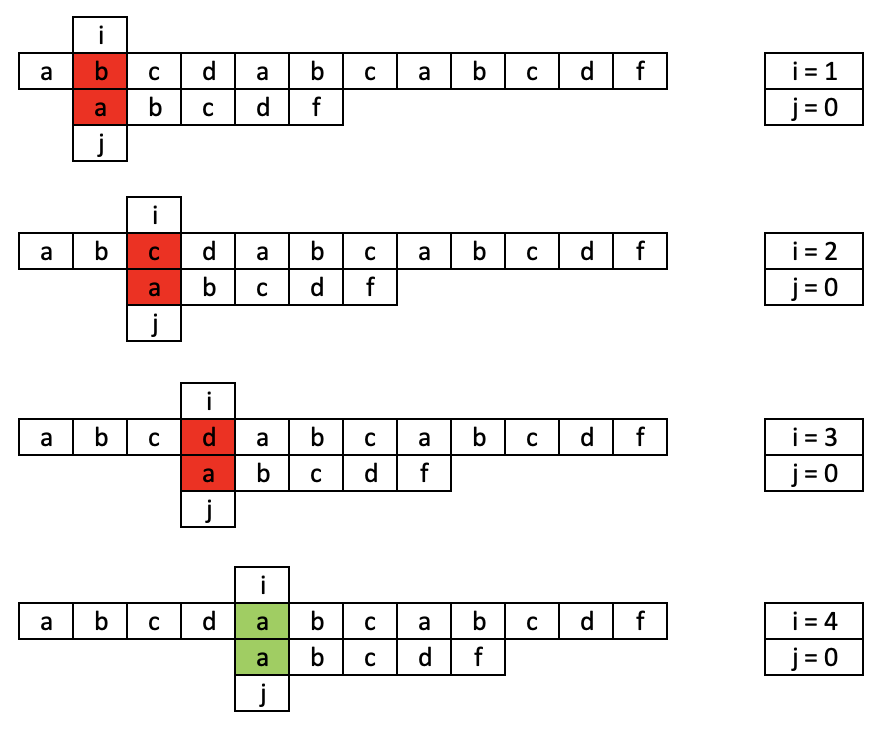 i
a b c d a b c a b c d f i = 1
a b c d f j = 0
j
i
a b c d a b c a b c d f i = 2
a b c d f j = 0
j
i
a b c d a b c a b c d f i = 3
a b c d f j = 0
j
i
a b c d a b c a b c d f i = 4
a b c d f j = 0
j